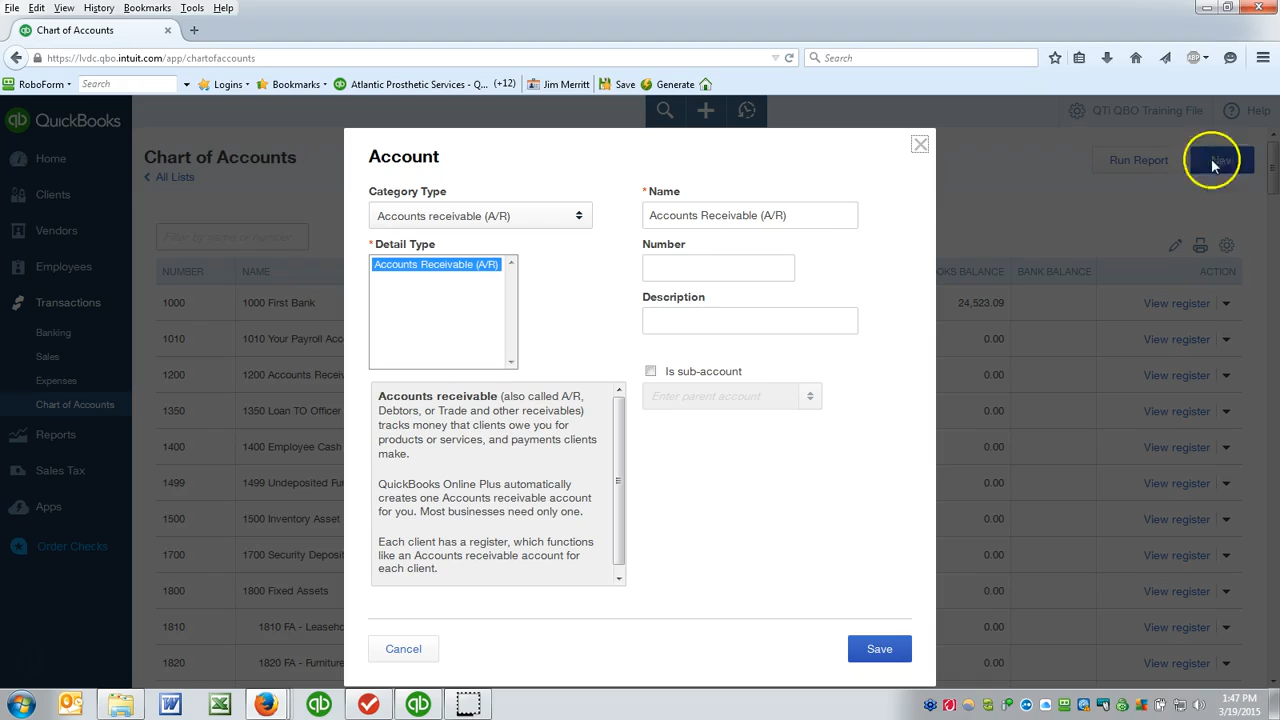 File Edit View History Bookmarks Tools Help
Chart of Accounts
https://lvdc.qbo.intuit.com/app/chartofaccounts
Search
RoboForm Search Logins Bookmarks Atlantic Prosthetic Services - Q... (+12) Jim Merritt Save Generate
QuickBooks
QTi QBO Training File Help
Home
Clients
Vendors
Employees
Transactions
Banking
Sales
Expenses
Chart of Accounts
Reports
Sales Tax
Apps
Order Checks
Chart of Accounts
All Lists
Run Report New
Filter by name or number
NUMBER NAME
BANK BALANCE ACTION
1000 1000 First Bank 24,523.09 View register
1010 1010 Your Payroll Acc 0.00 View register
1200 1200 Accounts Receiv 0.00 View register
1350 1350 Loan TO Officer 0.00 View register
1400 1400 Employee Cash 0.00 View register
1499 1499 Undeposited Fu 0.00 View register
1500 1500 Inventory Asset 0.00 View register
1700 1700 Security Deposit 0.00 View register
1800 1800 Fixed Assets 0.00 View register
1810 1810 FA - Leaseho 0.00 View register
1820 1820 FA - Furniture 0.00 View register
Account
Category Type
Accounts receivable (A/R)
* Detail Type
Accounts Receivable (A/R)
Accounts receivable (also called A/R,
Debtors, or Trade and other receivables)
tracks money that clients owe you for
products or services, and payments clients
make.
QuickBooks Online Plus automatically
creates one Accounts receivable account
for you. Most businesses need only one.
Each client has a register, which functions
like an Accounts receivable account for
each client.
* Name
Accounts Receivable (A/R)
Number
Description
Is sub-account
Enter parent account
Cancel
Save
1:47 PM
3/19/2015